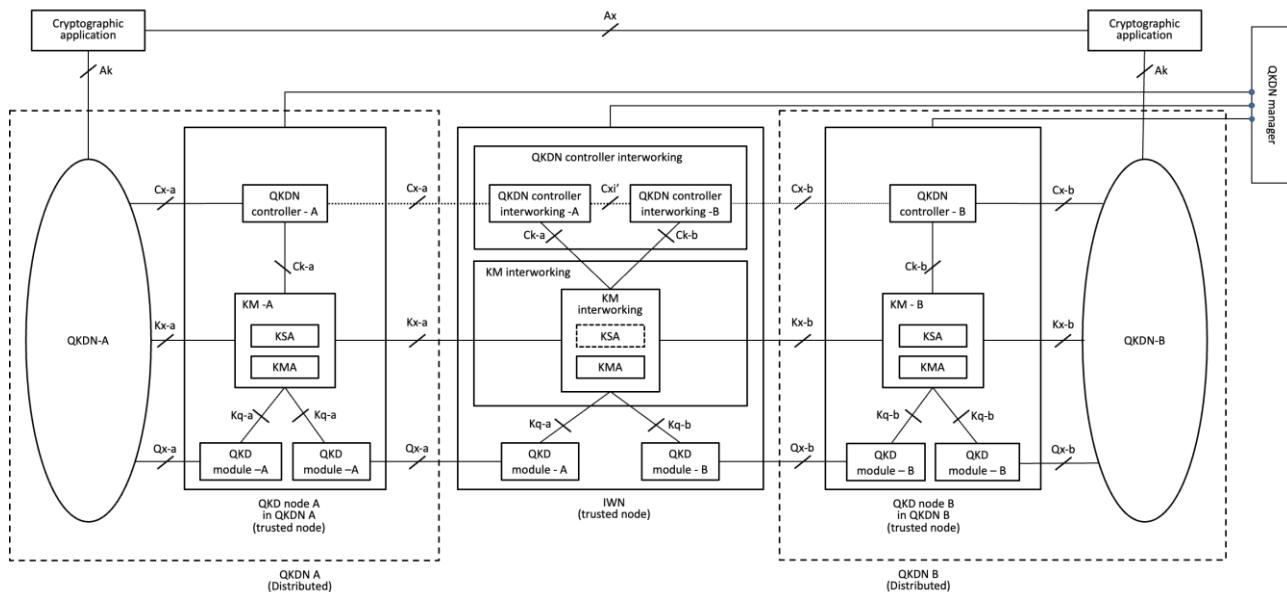 Ax
Cryptographic
application
Cryptographic
application
Ak
Ak
QKDN manager
QKDN controller interworking
Cx-a
QKDN
controller - A
Cx-a
QKDN controller
interworking -A
Cxi’
QKDN controller
interworking -B
Cx-b
QKDN
controller - B
Cx-b
Ck-a
Ck-b
Ck-a
Ck-b
KM interworking
KM -A
KM
interworking
KM - B
QKDN-A
Kx-a
KSA
Kx-a
KSA
Kx-b
KSA
Kx-b
QKDN-B
KMA
KMA
KMA
Kq-a
Kq-a
Kq-a
Kq-b
Kq-b
Kq-b
Qx-a
QKD
module –A
QKD
module –A
Qx-a
QKD
module - A
QKD
module - B
Qx-b
QKD
module – B
QKD
module – B
Qx-b
QKD node A
in QKDN A
(trusted node)
IWN
(trusted node)
QKD node B
in QKDN B
(trusted node)
QKDN A
(Distributed)
QKDN B
(Distributed)